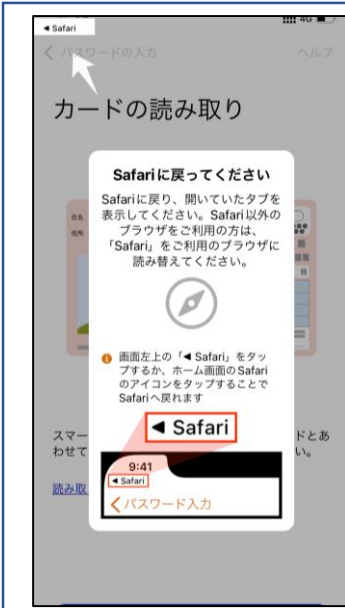 ◀ Safari
4G
パスワードの入力
ヘルプ
カードの読み取り
Safariに戻ってください
Safariに戻り、開いていたタブを
表示してください。Safari以外の
ブラウザをご利用の方は、
「Safari」をご利用のブラウザに
読み替えてください。
氏名
住所
画面左上の「◀ Safari」をタッ
プするか、ホーム画面のSafari
のアイコンをタップすることで
Safariへ戻れます
◀ Safari
スマー
ドとあ
わせて
い。
9:41
◀ Safari
読み取
パスワード入力